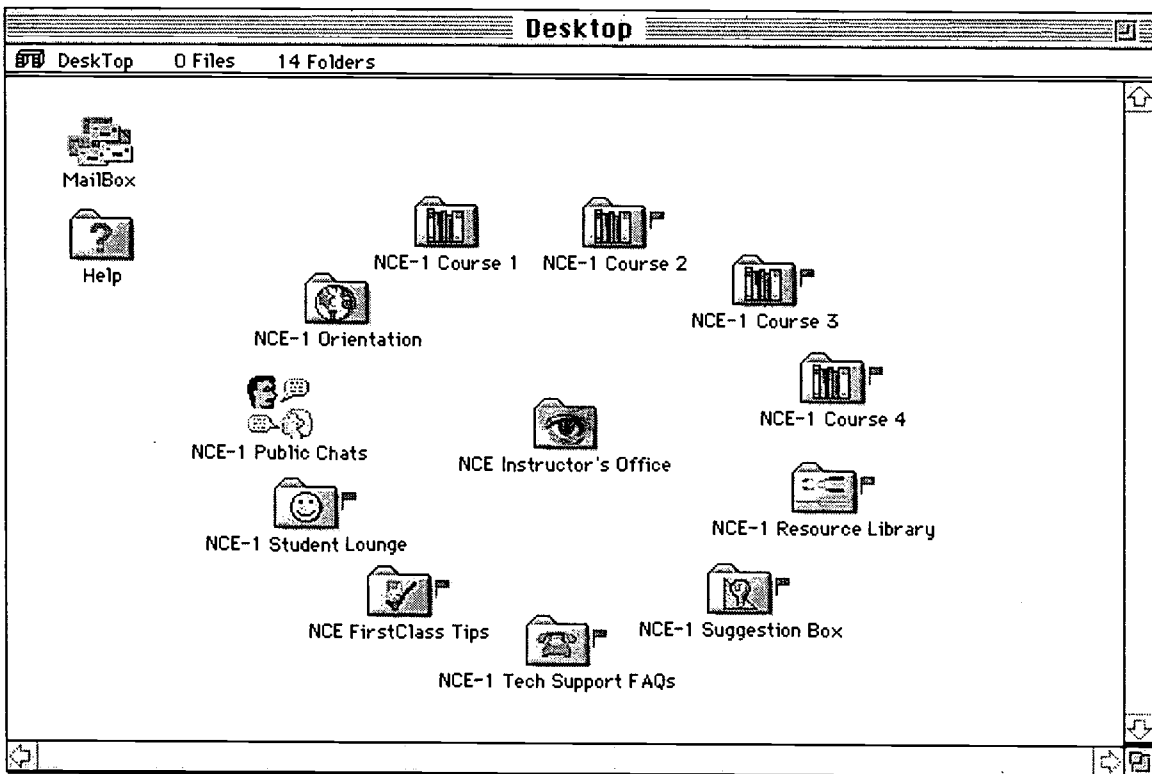 Desktop
DeskTop 0 Files 14 Folders
MailBox
Help
NCE-1 Course 1 NCE-1 Course 2
NCE-1 Course 3
NCE-1 Orientation
NCE-1 Course 4
NCE-1 Public Chats
NCE Instructor's Office
NCE-1 Resource Library
NCE-1 Student Lounge
NCE FirstClass Tips
NCE-1 Suggestion Box
NCE-1 Tech Support FAQs